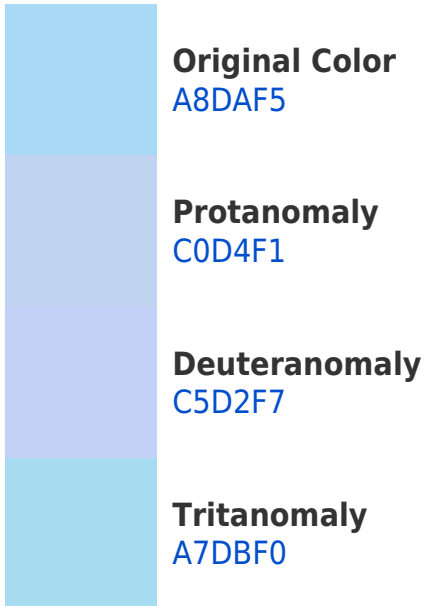 Original Color
A8DAF5
Protanomaly
C0D4F1
Deuteranomaly
C5D2F7
Tritanomaly
A7DBF0